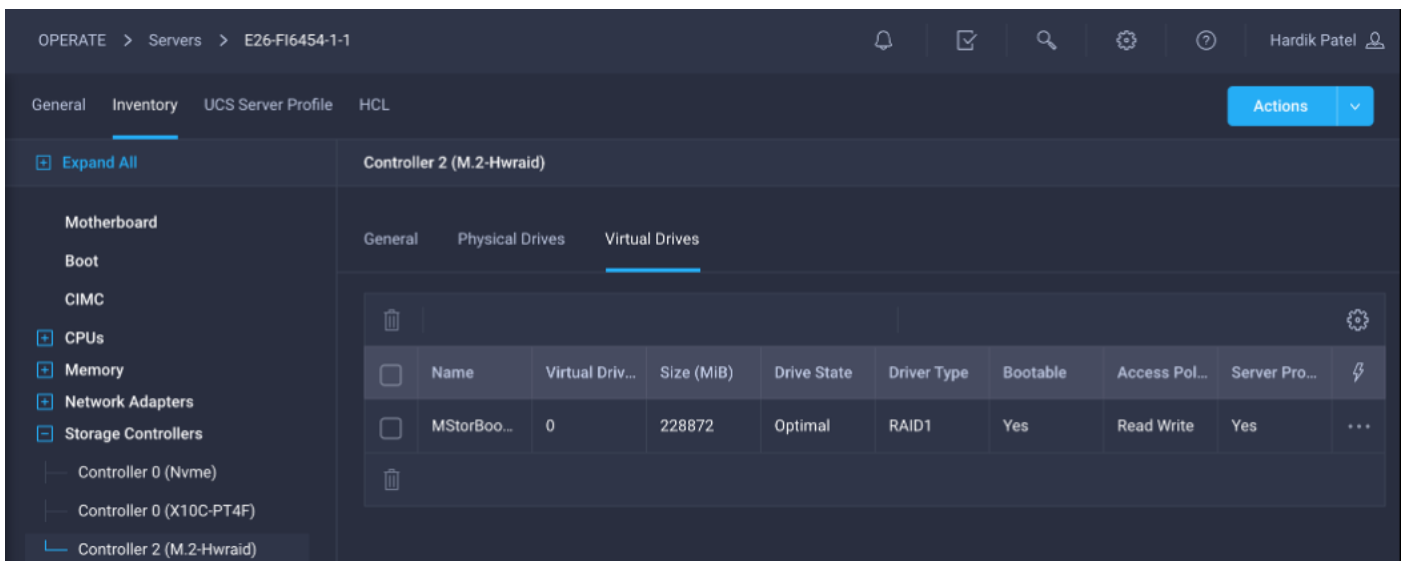 OPERATE > Servers > E26-FI6454-1-1
Hardik Patel
General Inventory UCS Server Profile HCL
Actions
Expand All
Controller 2 (M.2-Hwraid)
Motherboard
General Physical Drives Virtual Drives
Boot
CIMC
CPUs
Memory
Name Virtual Driv... Size (MiB) Drive State Driver Type Bootable Access Pol... Server Pro...
Network Adapters
Storage Controllers
MStorBoo... 0 228872 Optimal RAID1 Yes Read Write Yes
Controller 0 (Nvme)
Controller 0 (X10C-PT4F)
Controller 2 (M.2-Hwraid)